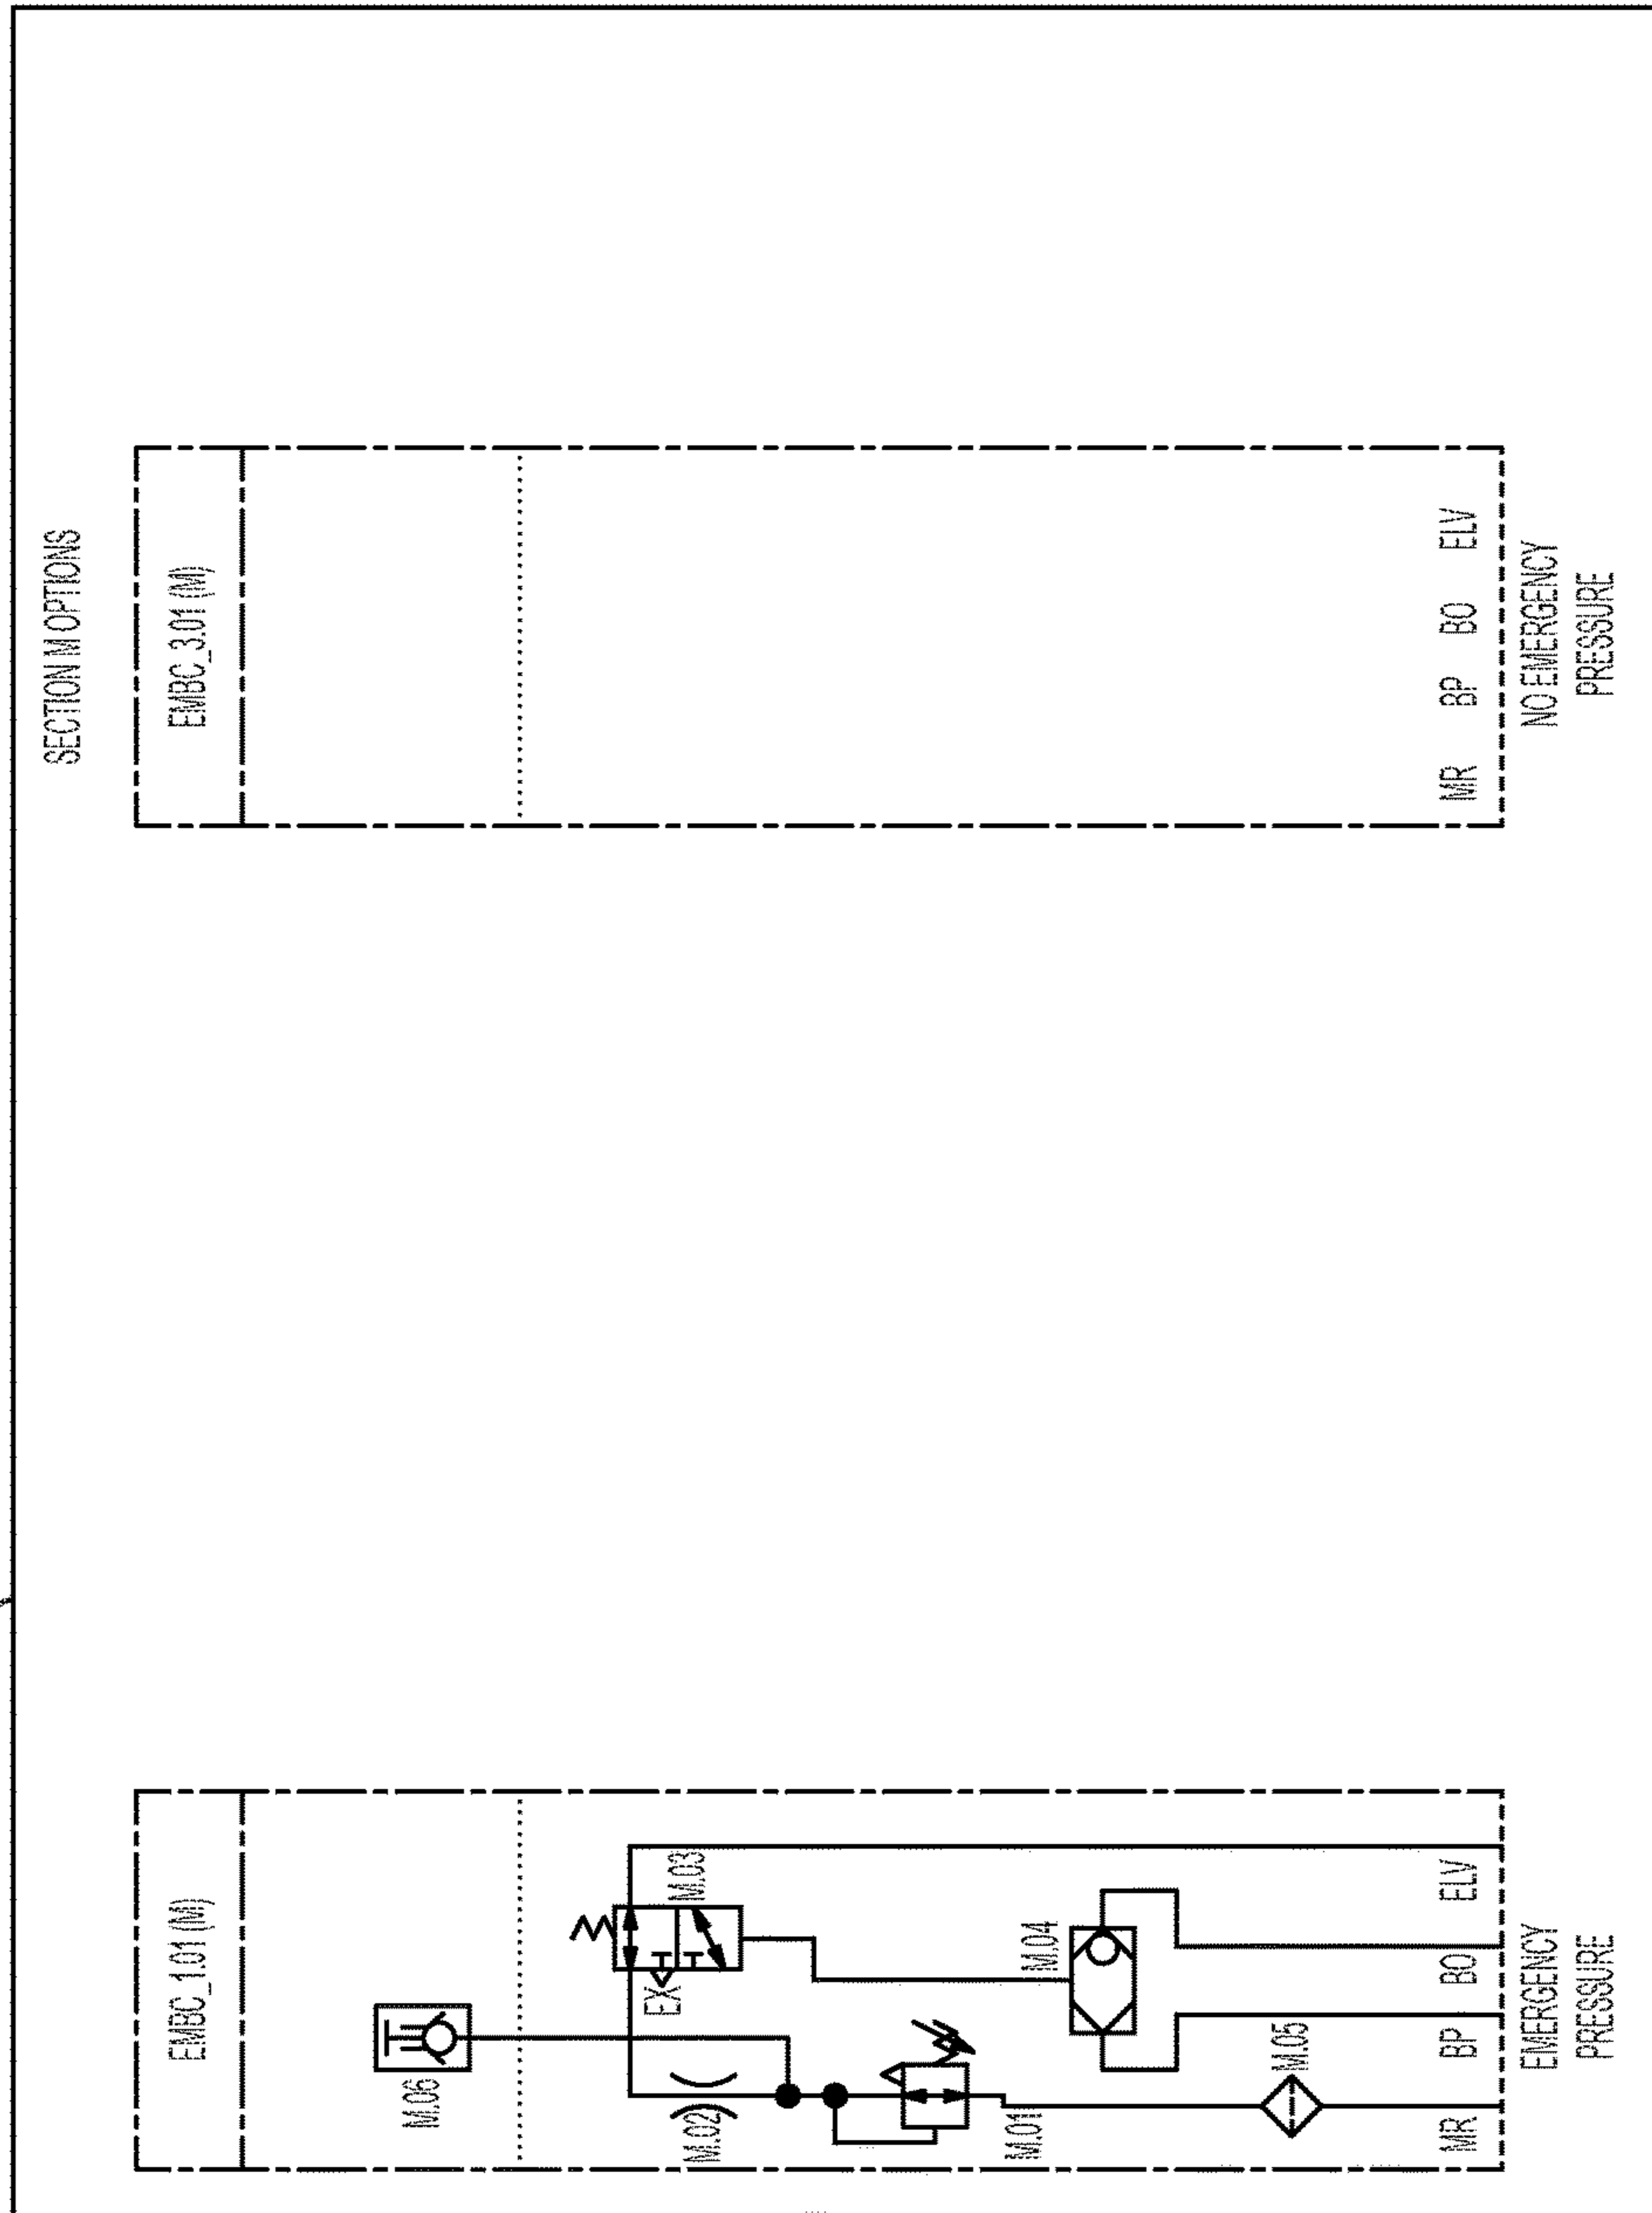 SECTION M OPTIONS
EMBC_1.01 (M)
M.06
M.02
EX
M.03
M.01
M.04
M.05
MR
BP
BO
ELV
EMERGENCY
PRESSURE
EMBC_3.01 (M)
MR
BP
BO
ELV
NO EMERGENCY
PRESSURE